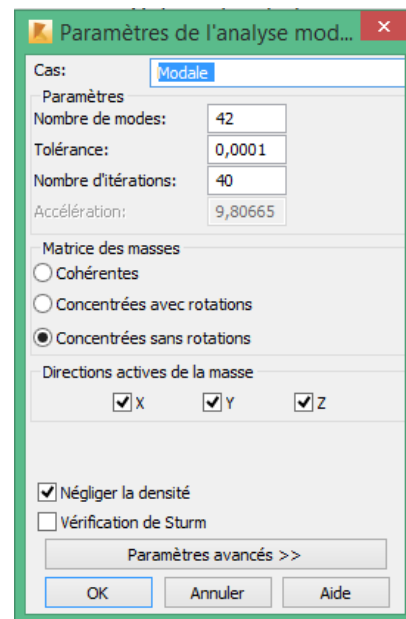 Paramètres de l'analyse mod...
Cas: Modale
Paramètres
Nombre de modes: 42
Tolérance: 0,0001
Nombre d'itérations: 40
Accélération: 9,80665
Matrice des masses
Cohérentes
Concentrées avec rotations
Concentrées sans rotations
Directions actives de la masse
X Y Z
Négliger la densité
Vérification de Sturm
Paramètres avancés >>
OK Annuler Aide